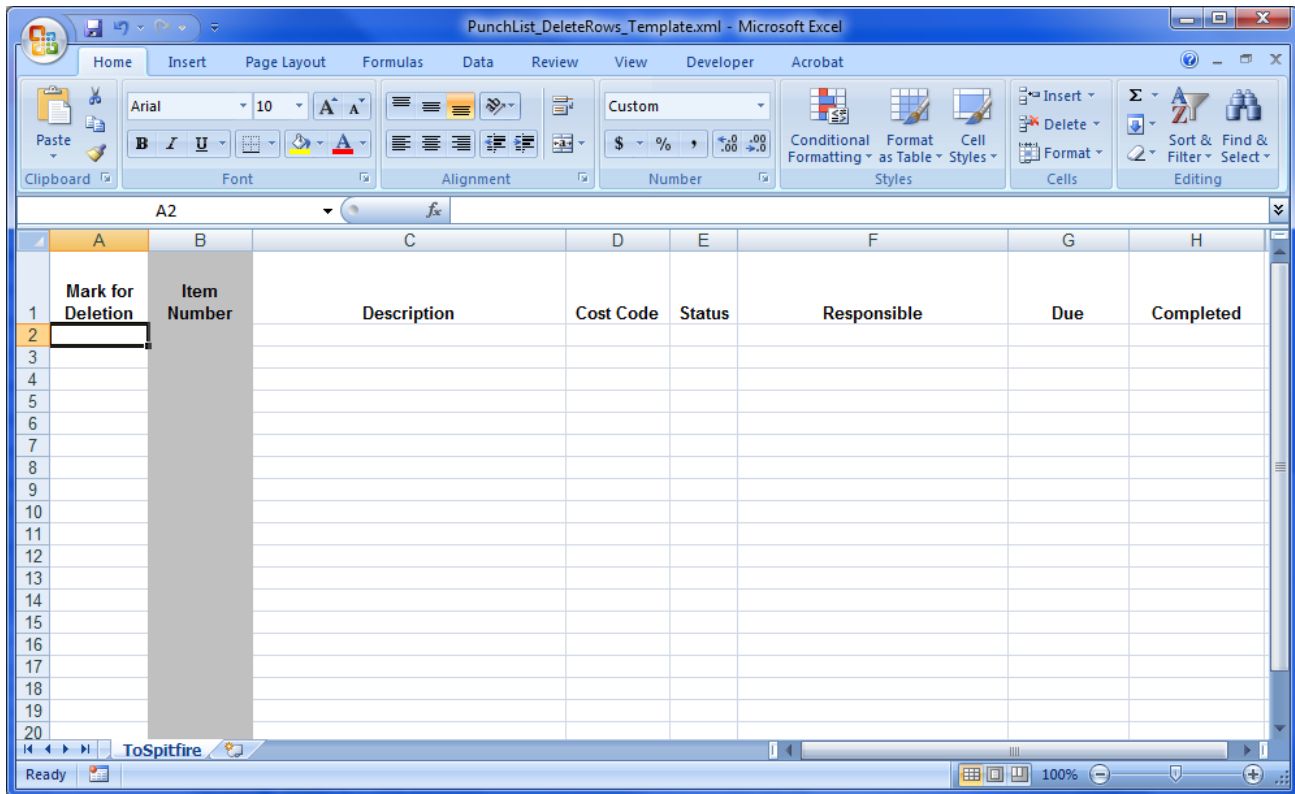 PunchList_DeleteRows_Template.xml - Microsoft Excel
Home Insert Page Layout Formulas Data Review View Developer Acrobat
Paste
Clipboard
Arial 10
B I U A
Font
Alignment
Custom
$ % ,
Number
Conditional Formatting
Format as Table
Cell Styles
Styles
Insert
Delete
Format
Cells
Σ
Sort & Filter
Find & Select
Editing
A2 fx
A B C D E F G H
1 Mark for Deletion Item Number Description Cost Code Status Responsible Due Completed
2
3
4
5
6
7
8
9
10
11
12
13
14
15
16
17
18
19
20
ToSpitfire
Ready 100%